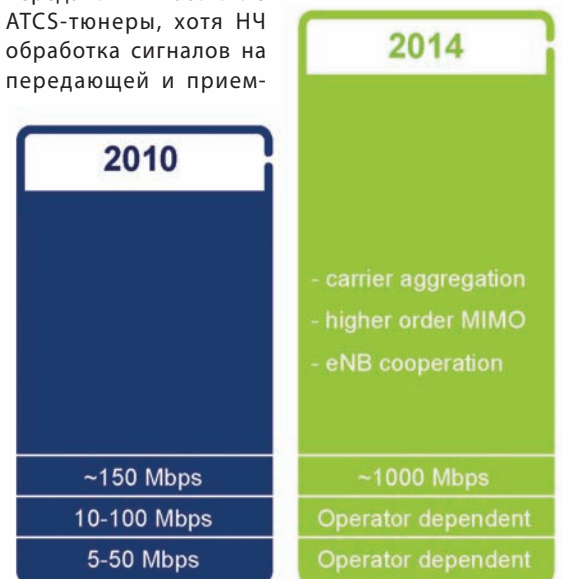 ATCS-тюнеры, хотя НЧ
обработка сигналов на
передающей и прием-
2010
~150 Mbps
10-100 Mbps
5-50 Mbps
2014
- carrier aggregation
- higher order MIMO
- eNB cooperation
~1000 Mbps
Operator dependent
Operator dependent